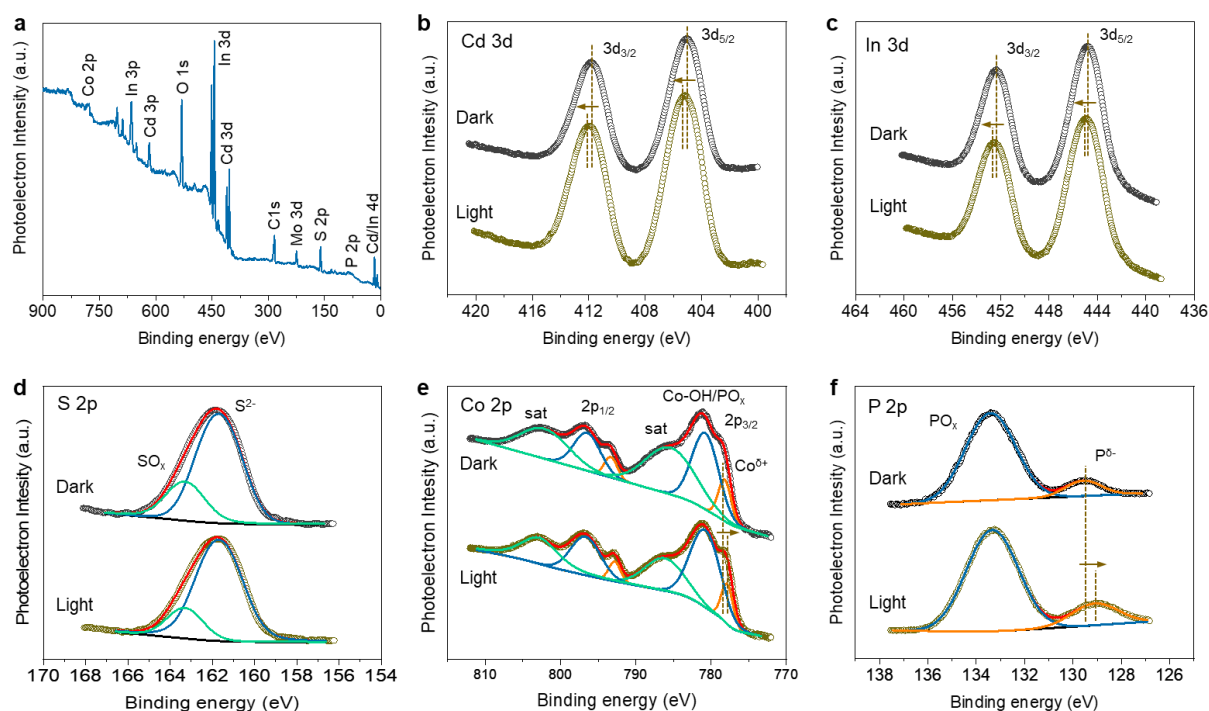 a
Photoelectron Intensity (a.u.)
Co 2p
In 3p
Cd 3p
O 1s
In 3d
Cd 3d
C1s
Mo 3d
S 2p
P 2p
Cd/In 4d
900 750 600 450 300 150 0
Binding energy (eV)
b
Photoelectron Intesity (a.u.)
Cd 3d
3d3/2
3d5/2
Dark
Light
420 416 412 408 404 400
Binding energy (eV)
c
Photoelectron Intesity (a.u.)
In 3d
3d3/2
3d5/2
Dark
Light
464 460 456 452 448 444 440 436
Binding energy (eV)
d
Photoelectron Intesity (a.u.)
S 2p
S2-
SOx
Dark
Light
170 168 166 164 162 160 158 156 154
Binding energy (eV)
e
Photoelectron Intesity (a.u.)
Co 2p
Co-OH/POx
sat
2p1/2
sat
2p3/2
Coδ+
Dark
Light
810 800 790 780 770
Binding energy (eV)
f
Photoelectron Intesity (a.u.)
P 2p
POx
Pδ-
Dark
Light
138 136 134 132 130 128 126
Binding energy (eV)